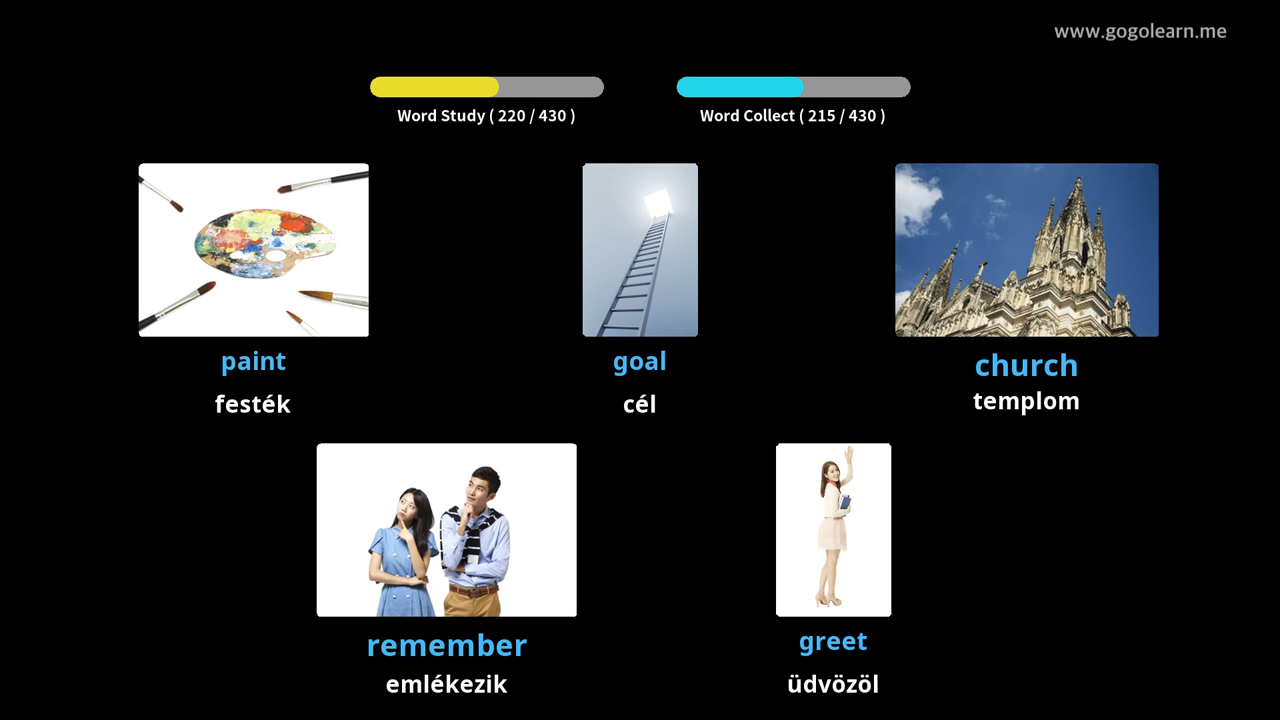 www.gogolearn.me
Word Study ( 220 / 430 )
Word Collect ( 215 / 430 )
paint
festék
goal
cél
church
templom
remember
emlékezik
greet
üdvözöl